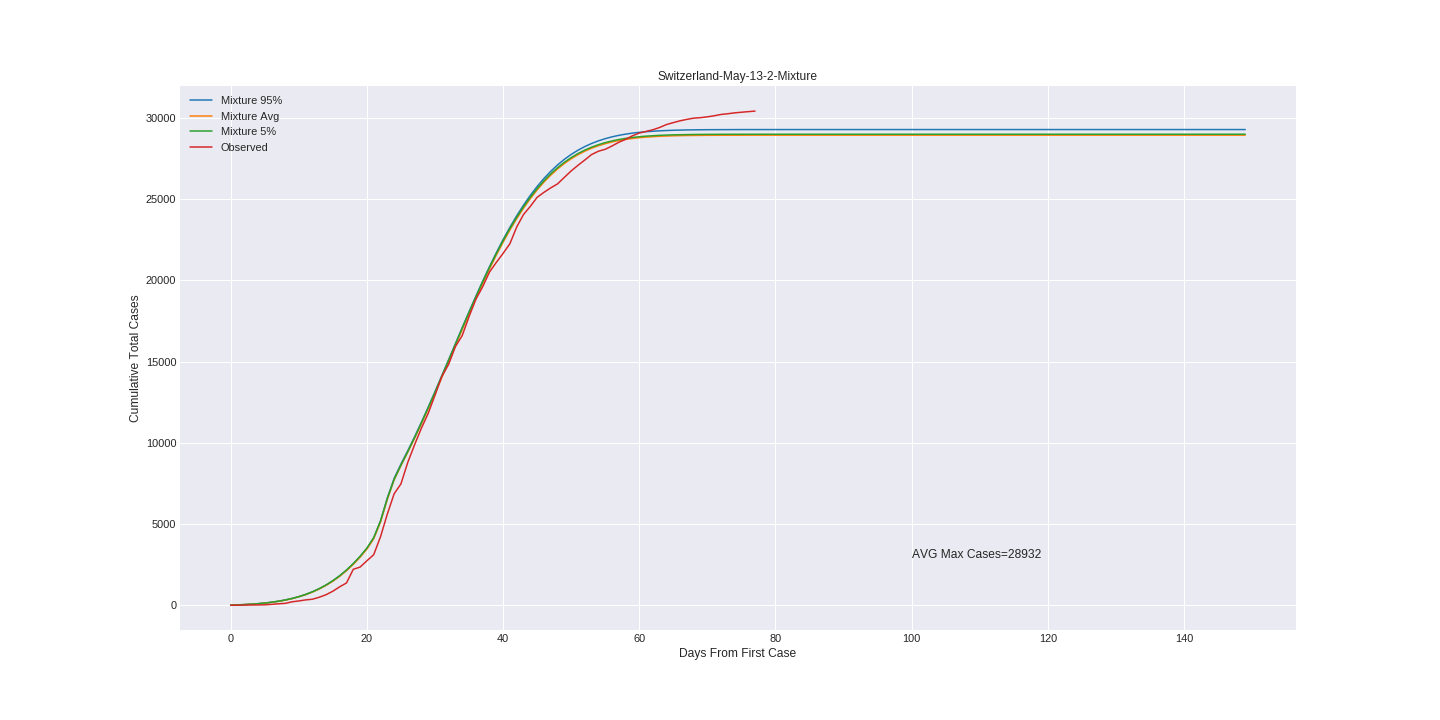 Switzerland-May-13-2-Mixture
Mixture 95%
Mixture Avg
Mixture 5%
Observed
30000
25000
20000
15000
10000
5000
0
Cumulative Total Cases
AVG Max Cases=28932
0 20 40 60 80 100 120 140
Days From First Case